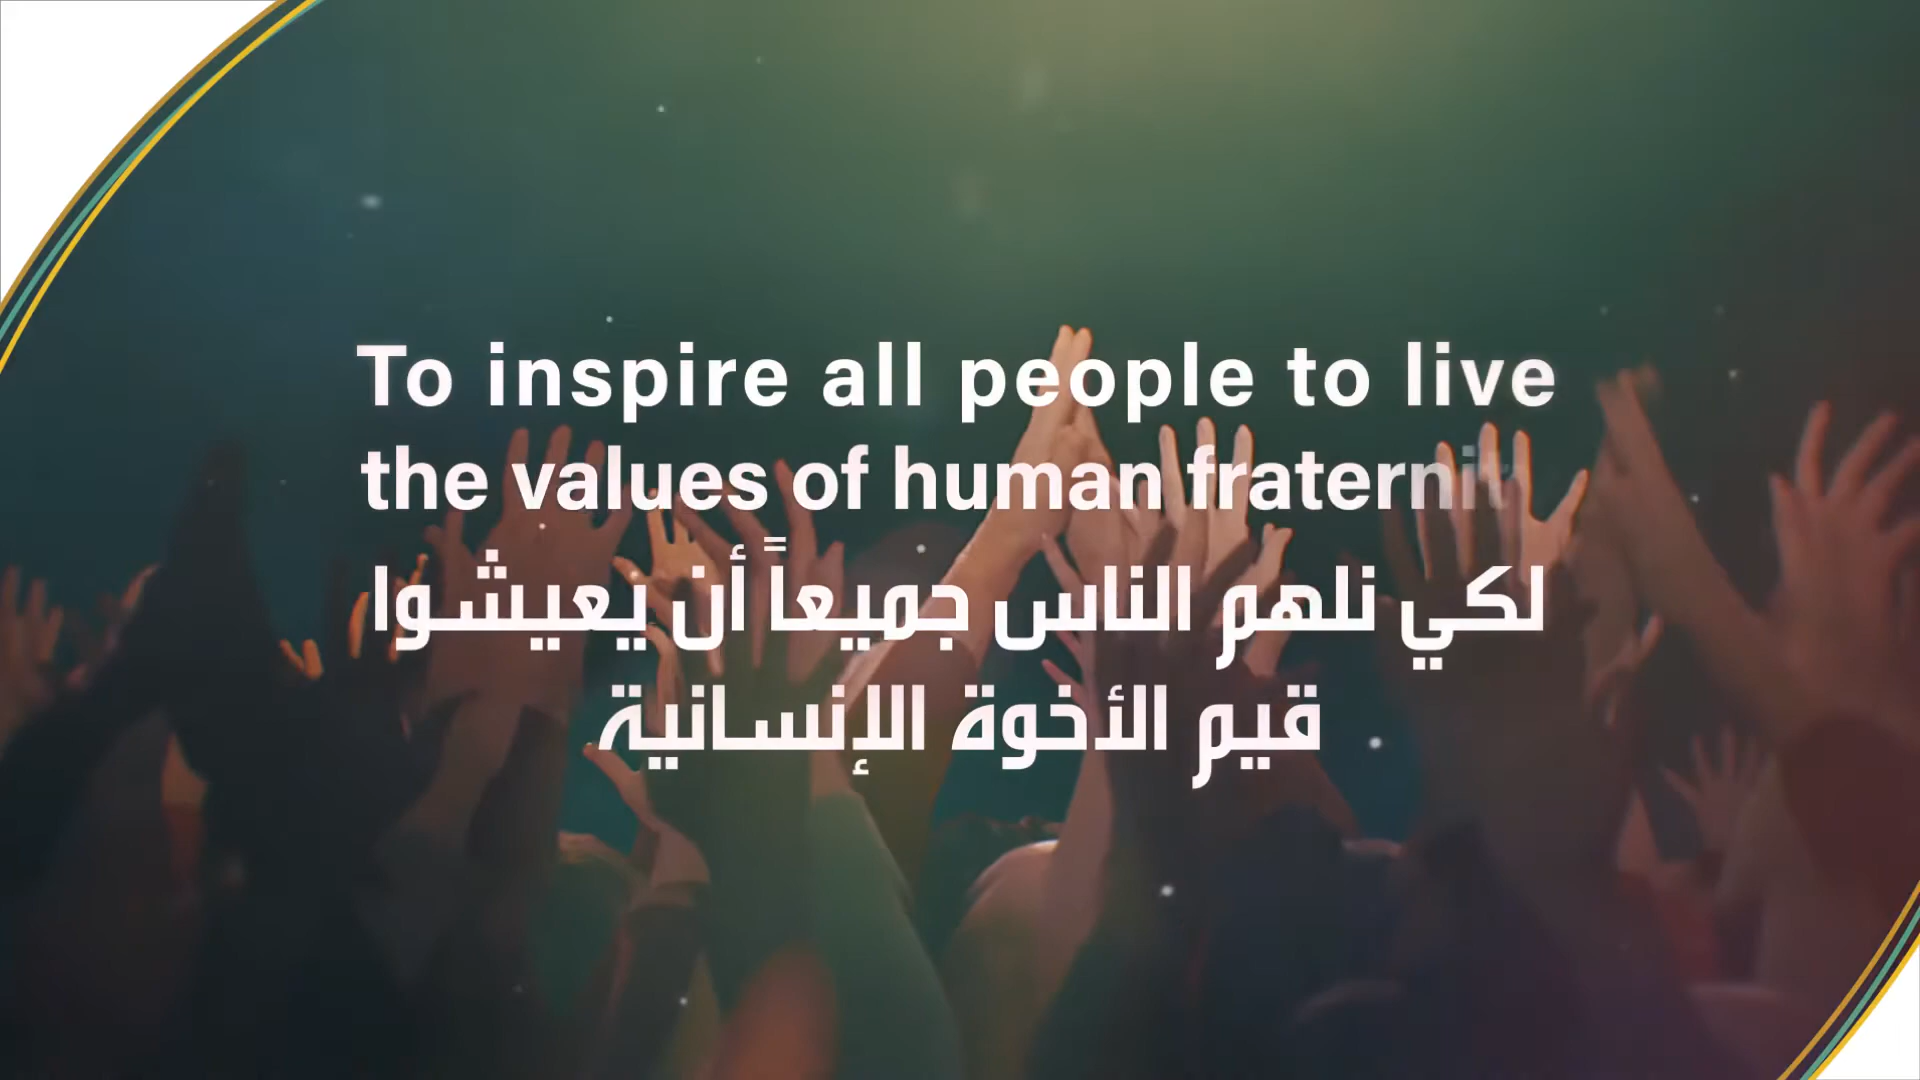 To inspire all people to live
the values of human fraternit
لكي نلهم الناس جميعاً أن يعيشوا
قيم الأخوة الإنسانية